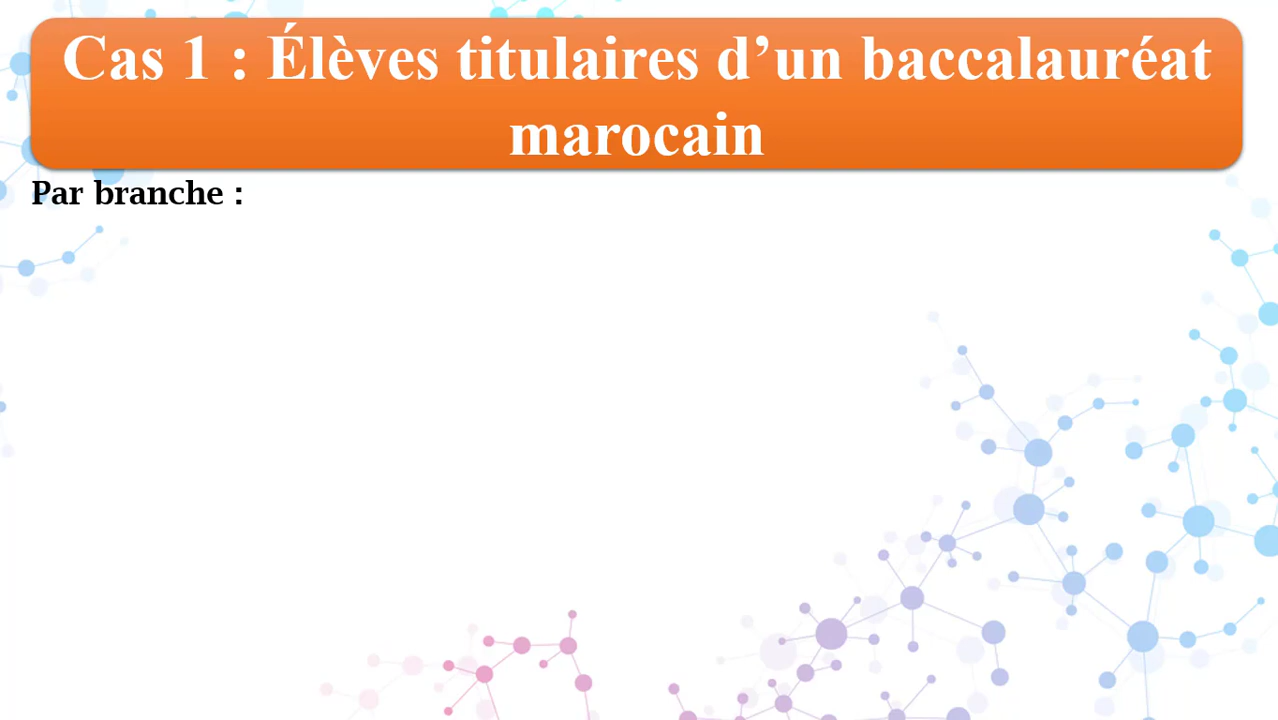 Cas 1 : Élèves titulaires d’un baccalauréat
marocain
Par branche :